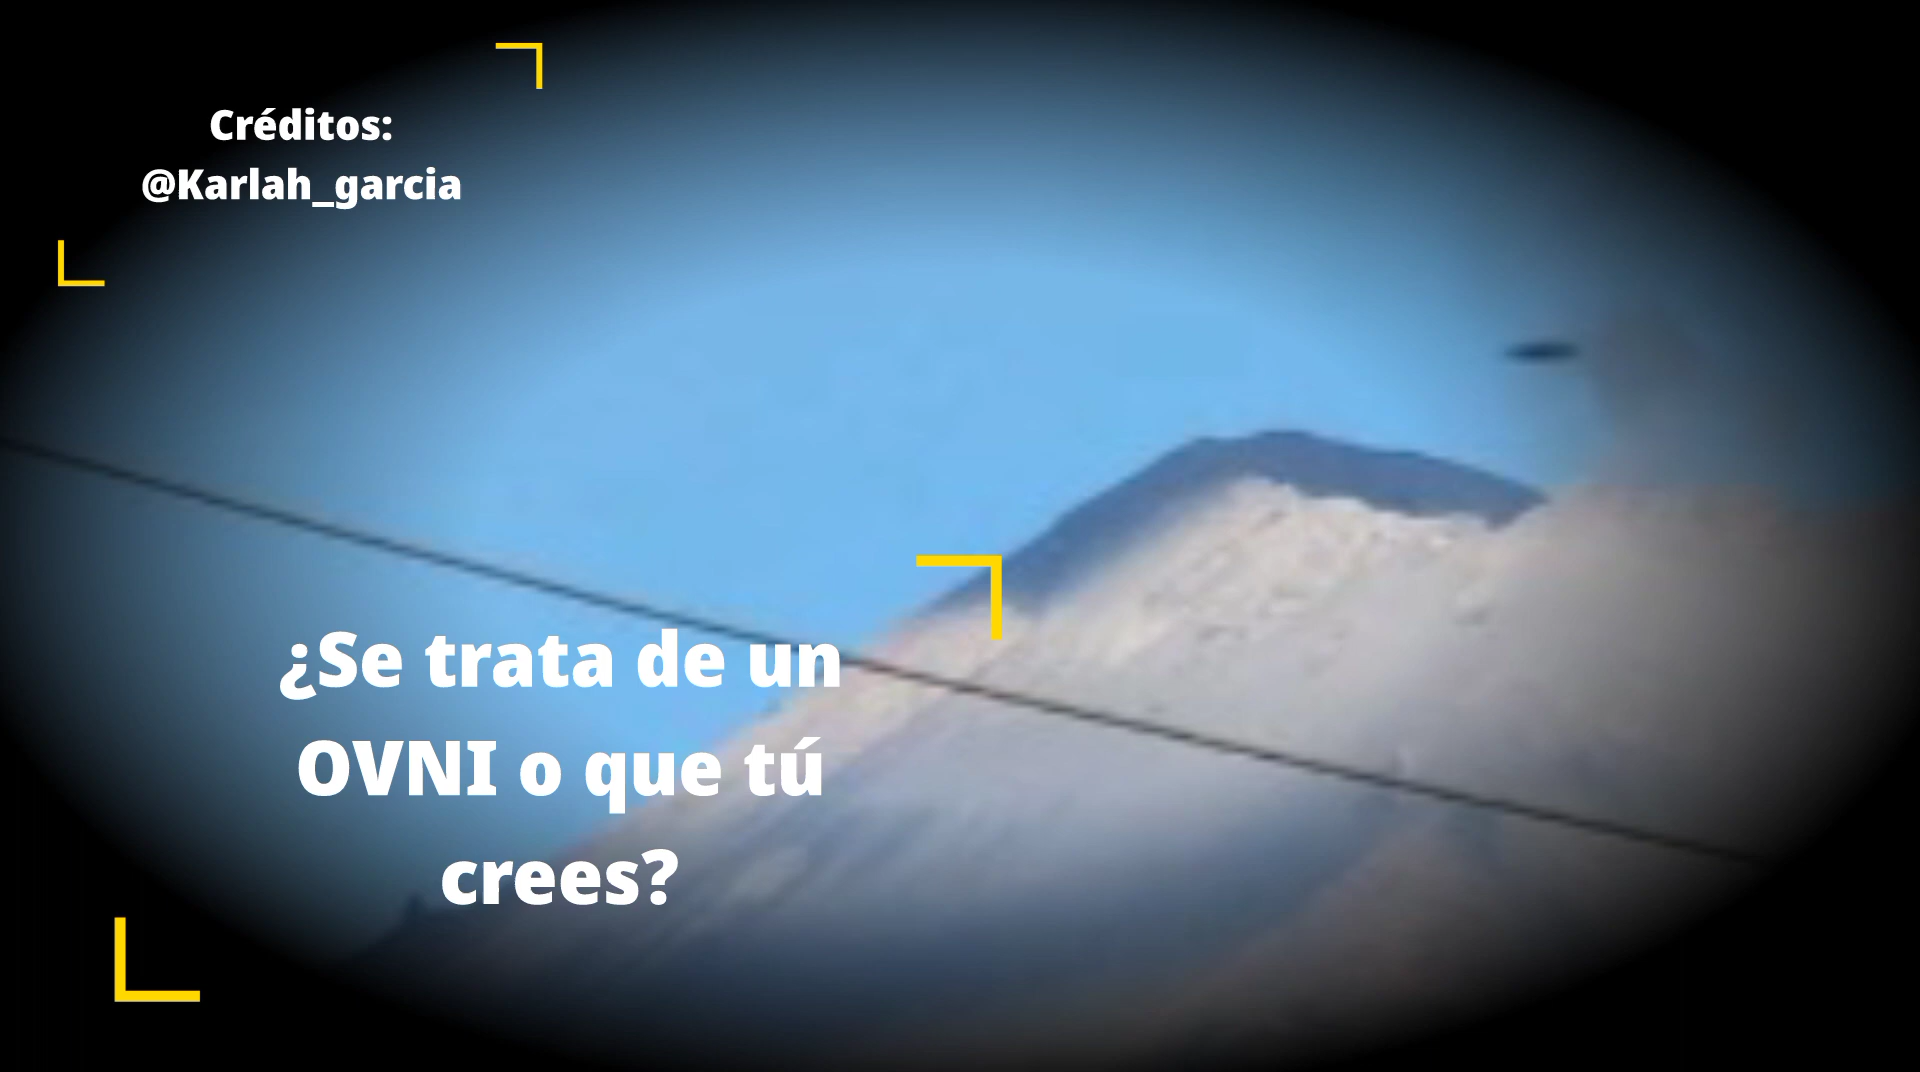 Créditos:
@Karlah_garcia
¿Se trata de un
OVNI o que tú
crees?